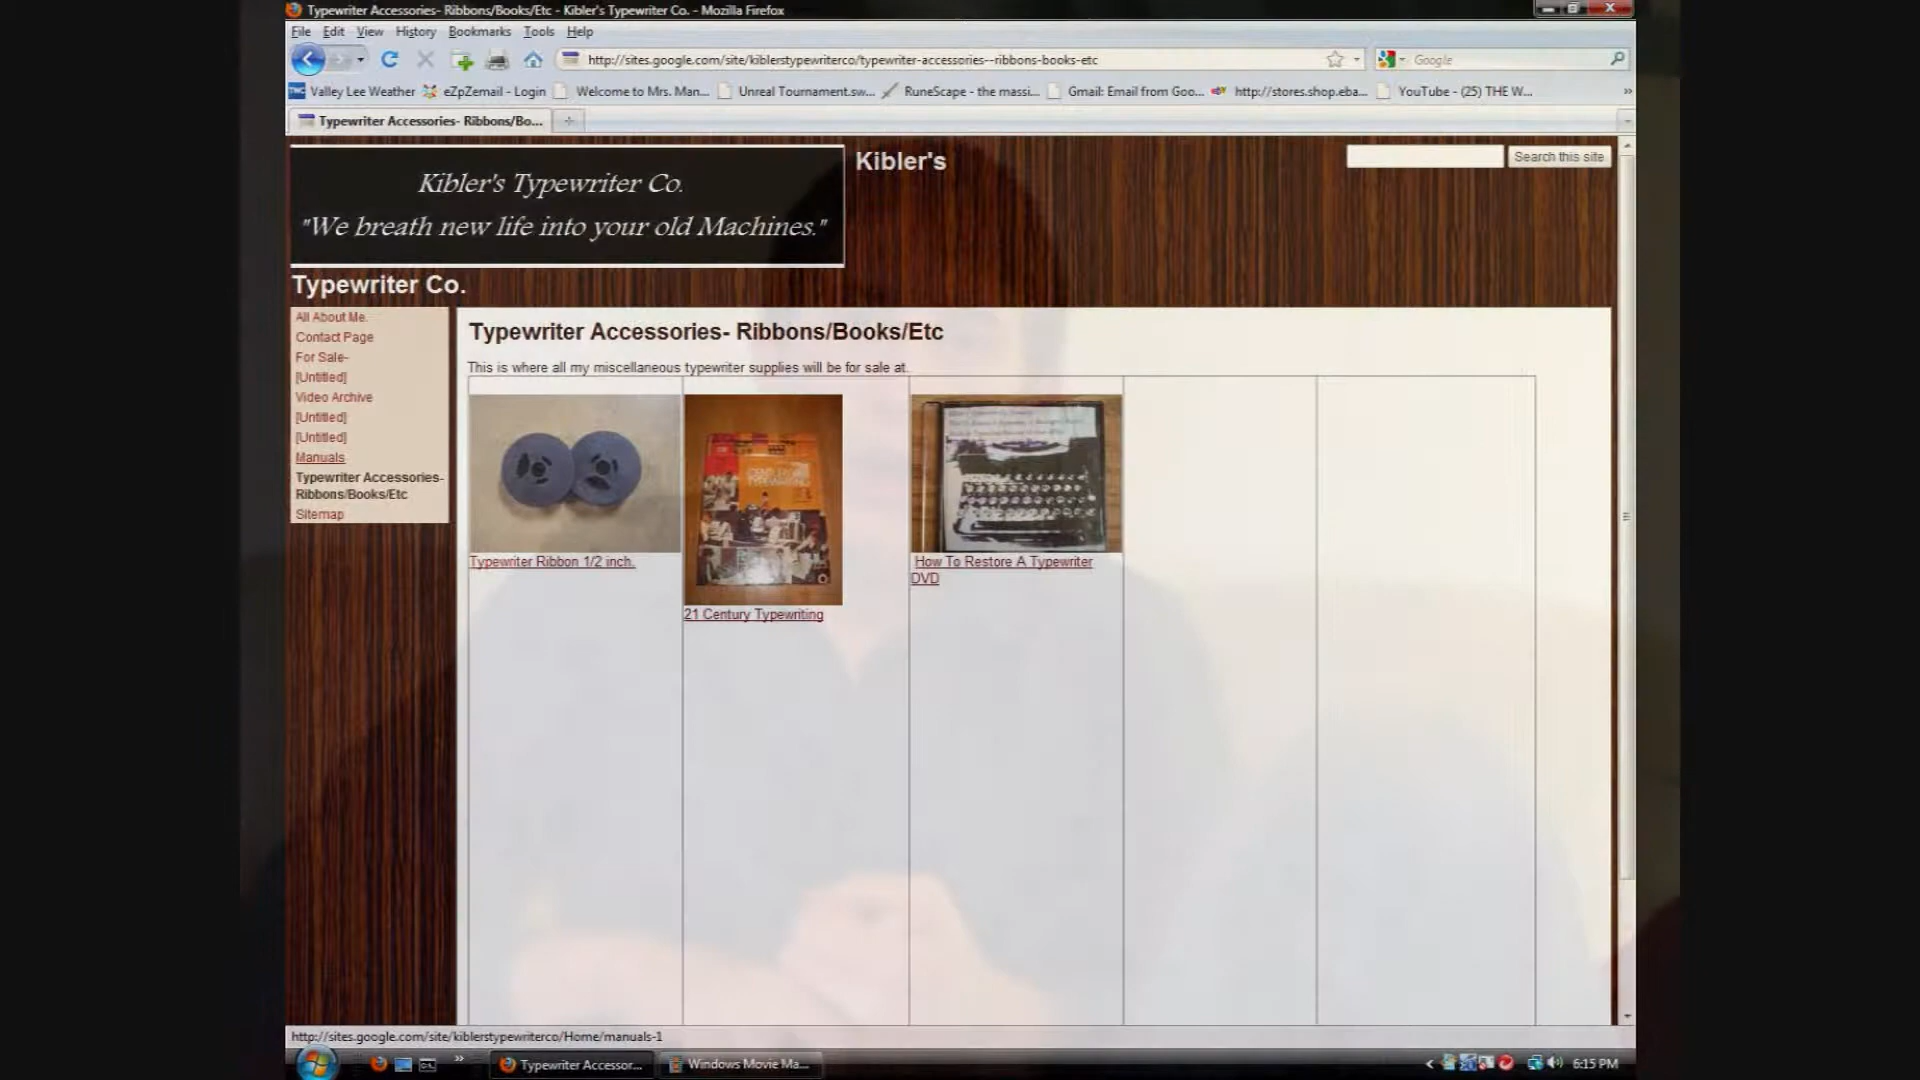 Typewriter Accessories- Ribbons/Books/Etc - Kibler's Typewriter Co. - Mozilla Firefox
File Edit View History Bookmarks Tools Help
http://sites.google.com/site/kiblerstypewriterco/typewriter-accessories--ribbons-books-etc
Google
TWC Valley Lee Weather eZpZemail - Login Welcome to Mrs. Man... Unreal Tournament.sw... RuneScape - the massi... Gmail: Email from Goo... http://stores.shop.eba... YouTube - (25) THE W... »
Typewriter Accessories- Ribbons/Bo...
Kibler's Typewriter Co.
"We breath new life into your old Machines."
Kibler's
Search this site
Typewriter Co.
All About Me.
Contact Page
For Sale-
[Untitled]
Video Archive
[Untitled]
[Untitled]
Manuals
Typewriter Accessories-
Ribbons/Books/Etc
Sitemap
Typewriter Accessories- Ribbons/Books/Etc
This is where all my miscellaneous typewriter supplies will be for sale at.
Typewriter Ribbon 1/2 inch.
21 Century Typewriting
How To Restore A Typewriter
DVD
http://sites.google.com/site/kiblerstypewriterco/Home/manuals-1
» Typewriter Accessor... Windows Movie Ma... < 6:15 PM